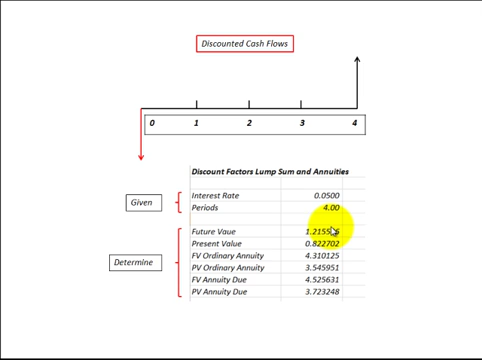 Discounted Cash Flows
0 1 2 3 4
Discount Factors Lump Sum and Annuities
Given
Interest Rate 0.0500
Periods 4.00
Determine
Future Vaue
Present Value 0.822702
FV Ordinary Annuity 4.310125
PV Ordinary Annuity 3.545951
FV Annuity Due 4.525631
PV Annuity Due 3.723248